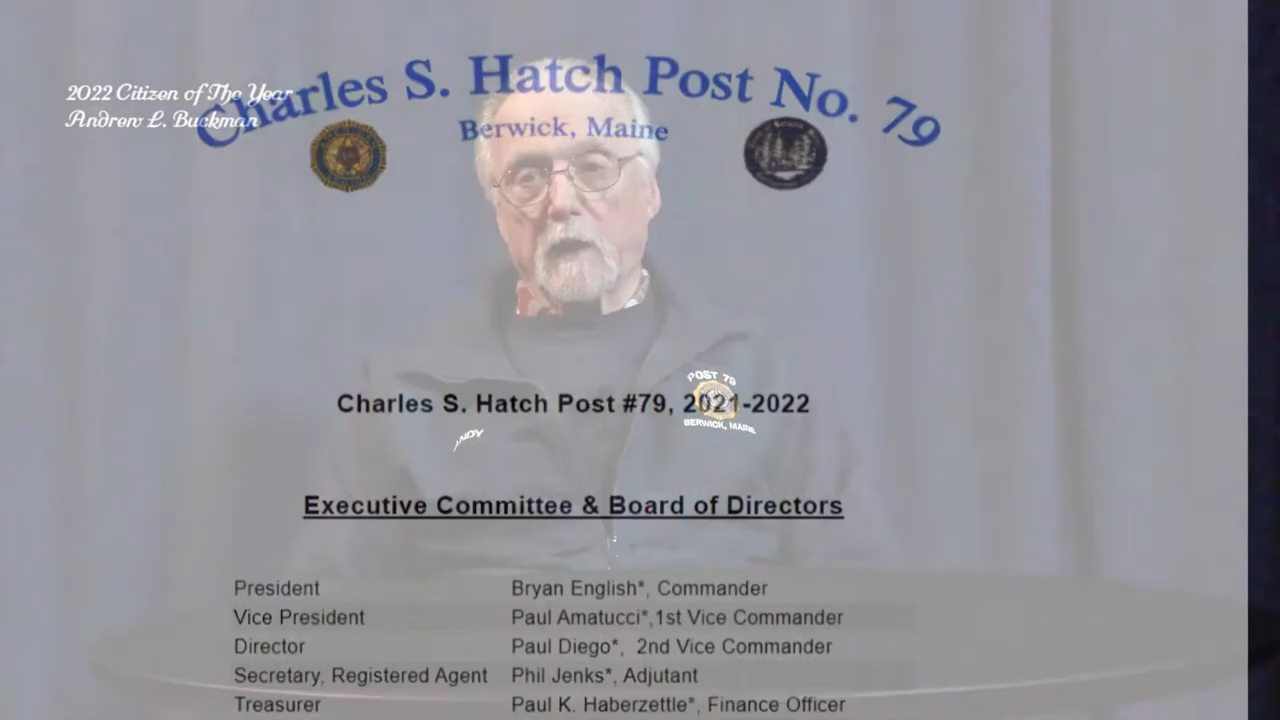 Charles S. Hatch Post No. 79
2022 Citizen of The Year
Andrew L. Buckman
Berwick, Maine
POST 79
Charles S. Hatch Post #79, 2021-2022
BERWICK, MAINE
Executive Committee & Board of Directors
President Bryan English*, Commander
Vice President Paul Amatucci*,1st Vice Commander
Director Paul Diego*, 2nd Vice Commander
Secretary, Registered Agent Phil Jenks*, Adjutant
Treasurer Paul K. Haberzettle*, Finance Officer